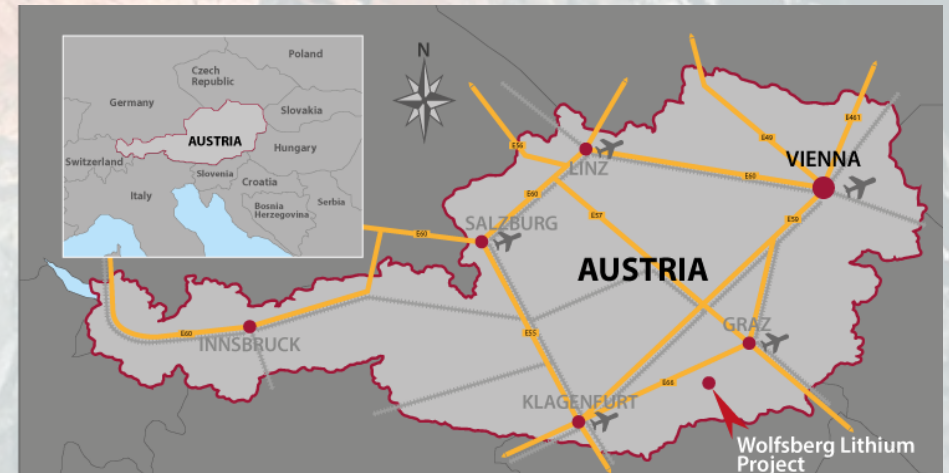 Poland
Czech
Republic
Germany
Slovakia
AUSTRIA
Hungary
Switzerland
Slovenia
Croatia
Italy
Bosnia
Herzegovina
Serbia
N
E56
LINZ
E49
E461
VIENNA
E60
E60
SALZBURG
E57
E59
E60
AUSTRIA
E60
INNSBRUCK
E55
GRAZ
E66
KLAGENFURT
Wolfsberg Lithium
Project